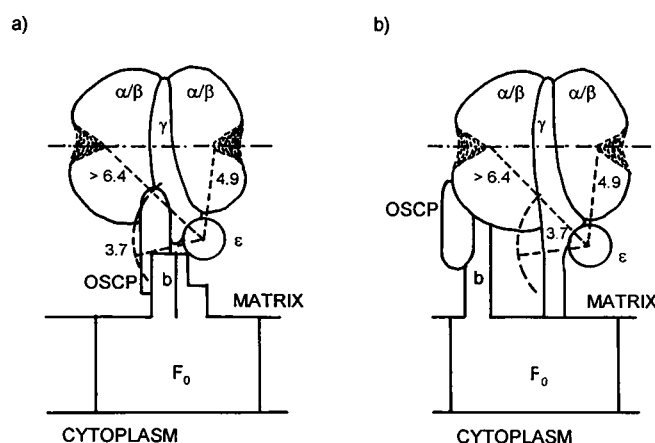 a)
α/β
α/β
γ
> 6.4
4.9
3.7
ε
OSCP
b
MATRIX
F₀
CYTOPLASM
b)
α/β
α/β
γ
> 6.4
4.9
OSCP
3.7
ε
b
MATRIX
F₀
CYTOPLASM